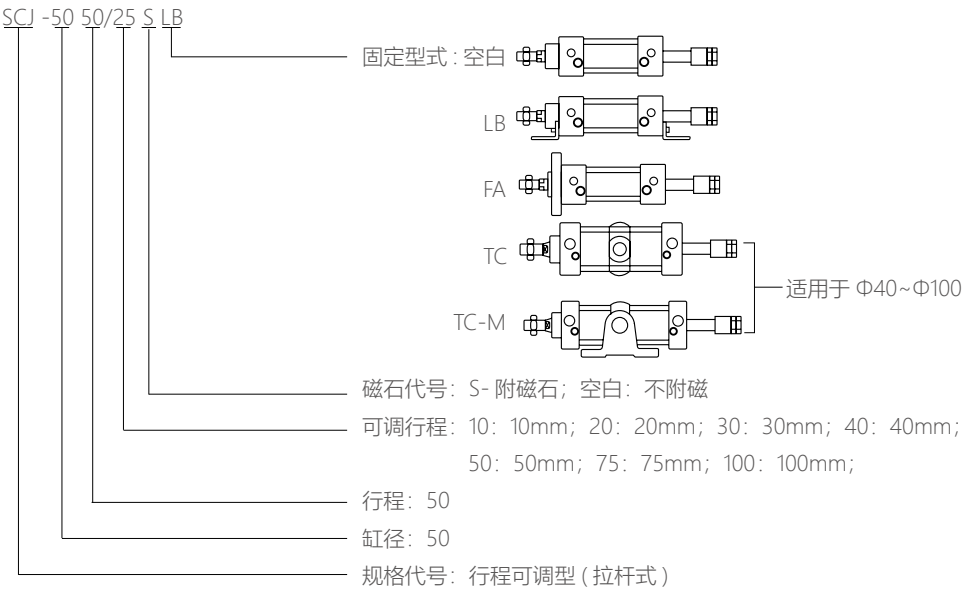 SCJ -50 50/25 S LB
固定型式 : 空白
LB
FA
TC
适用于 Φ40~Φ100
TC-M
磁石代号：S- 附磁石；空白：不附磁
可调行程：10：10mm；20：20mm；30：30mm；40：40mm；
50：50mm；75：75mm；100：100mm；
行程：50
缸径：50
规格代号：行程可调型 ( 拉杆式 )